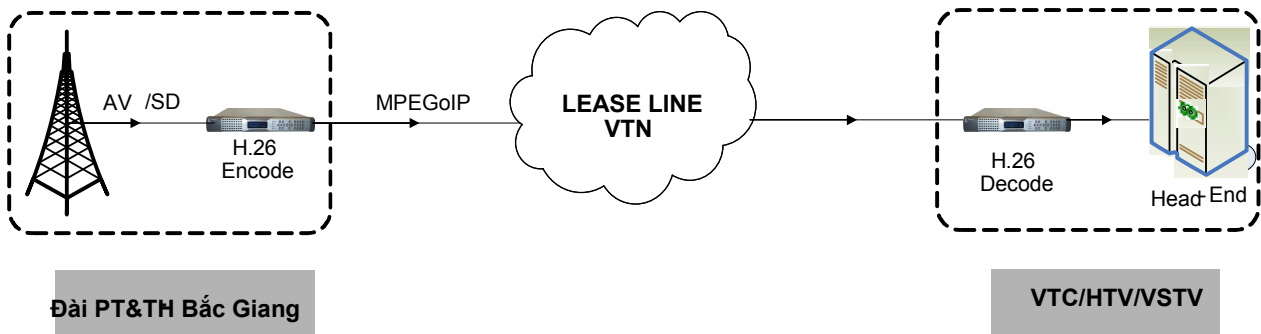 AV /SD
H.26
Encode
MPEGoIP
LEASE LINE
VTN
H.26
Decode
Head-End
Đài PT&TH Bắc Giang
VTC/HTV/VSTV